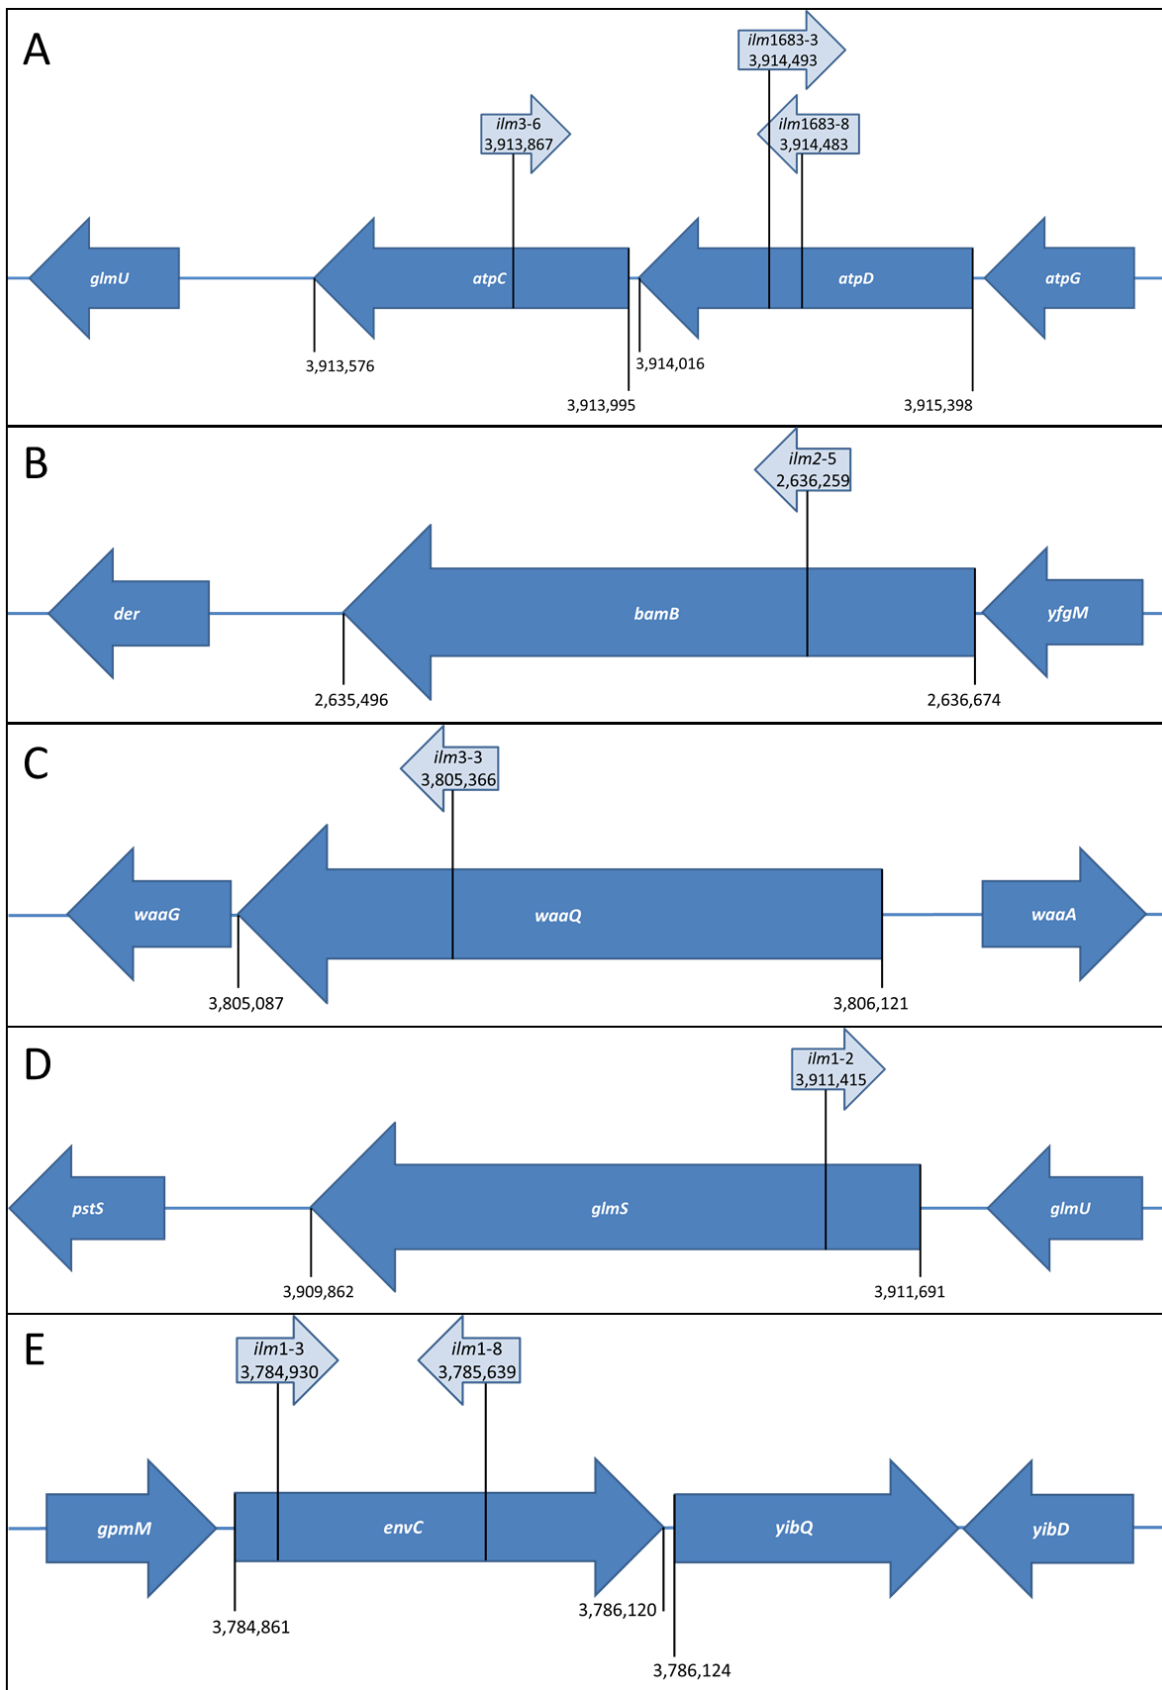 A
ilm1683-3
3,914,493
ilm3-6
3,913,867
ilm1683-8
3,914,483
glmU
atpC
atpD
atpG
3,913,576
3,914,016
3,913,995
3,915,398
B
ilm2-5
2,636,259
der
bamB
yfgM
2,635,496
2,636,674
C
ilm3-3
3,805,366
waaG
waaQ
waaA
3,805,087
3,806,121
D
ilm1-2
3,911,415
pstS
glmS
glmU
3,909,862
3,911,691
E
ilm1-3
3,784,930
ilm1-8
3,785,639
gpmM
envC
yibQ
yibD
3,784,861
3,786,120
3,786,124